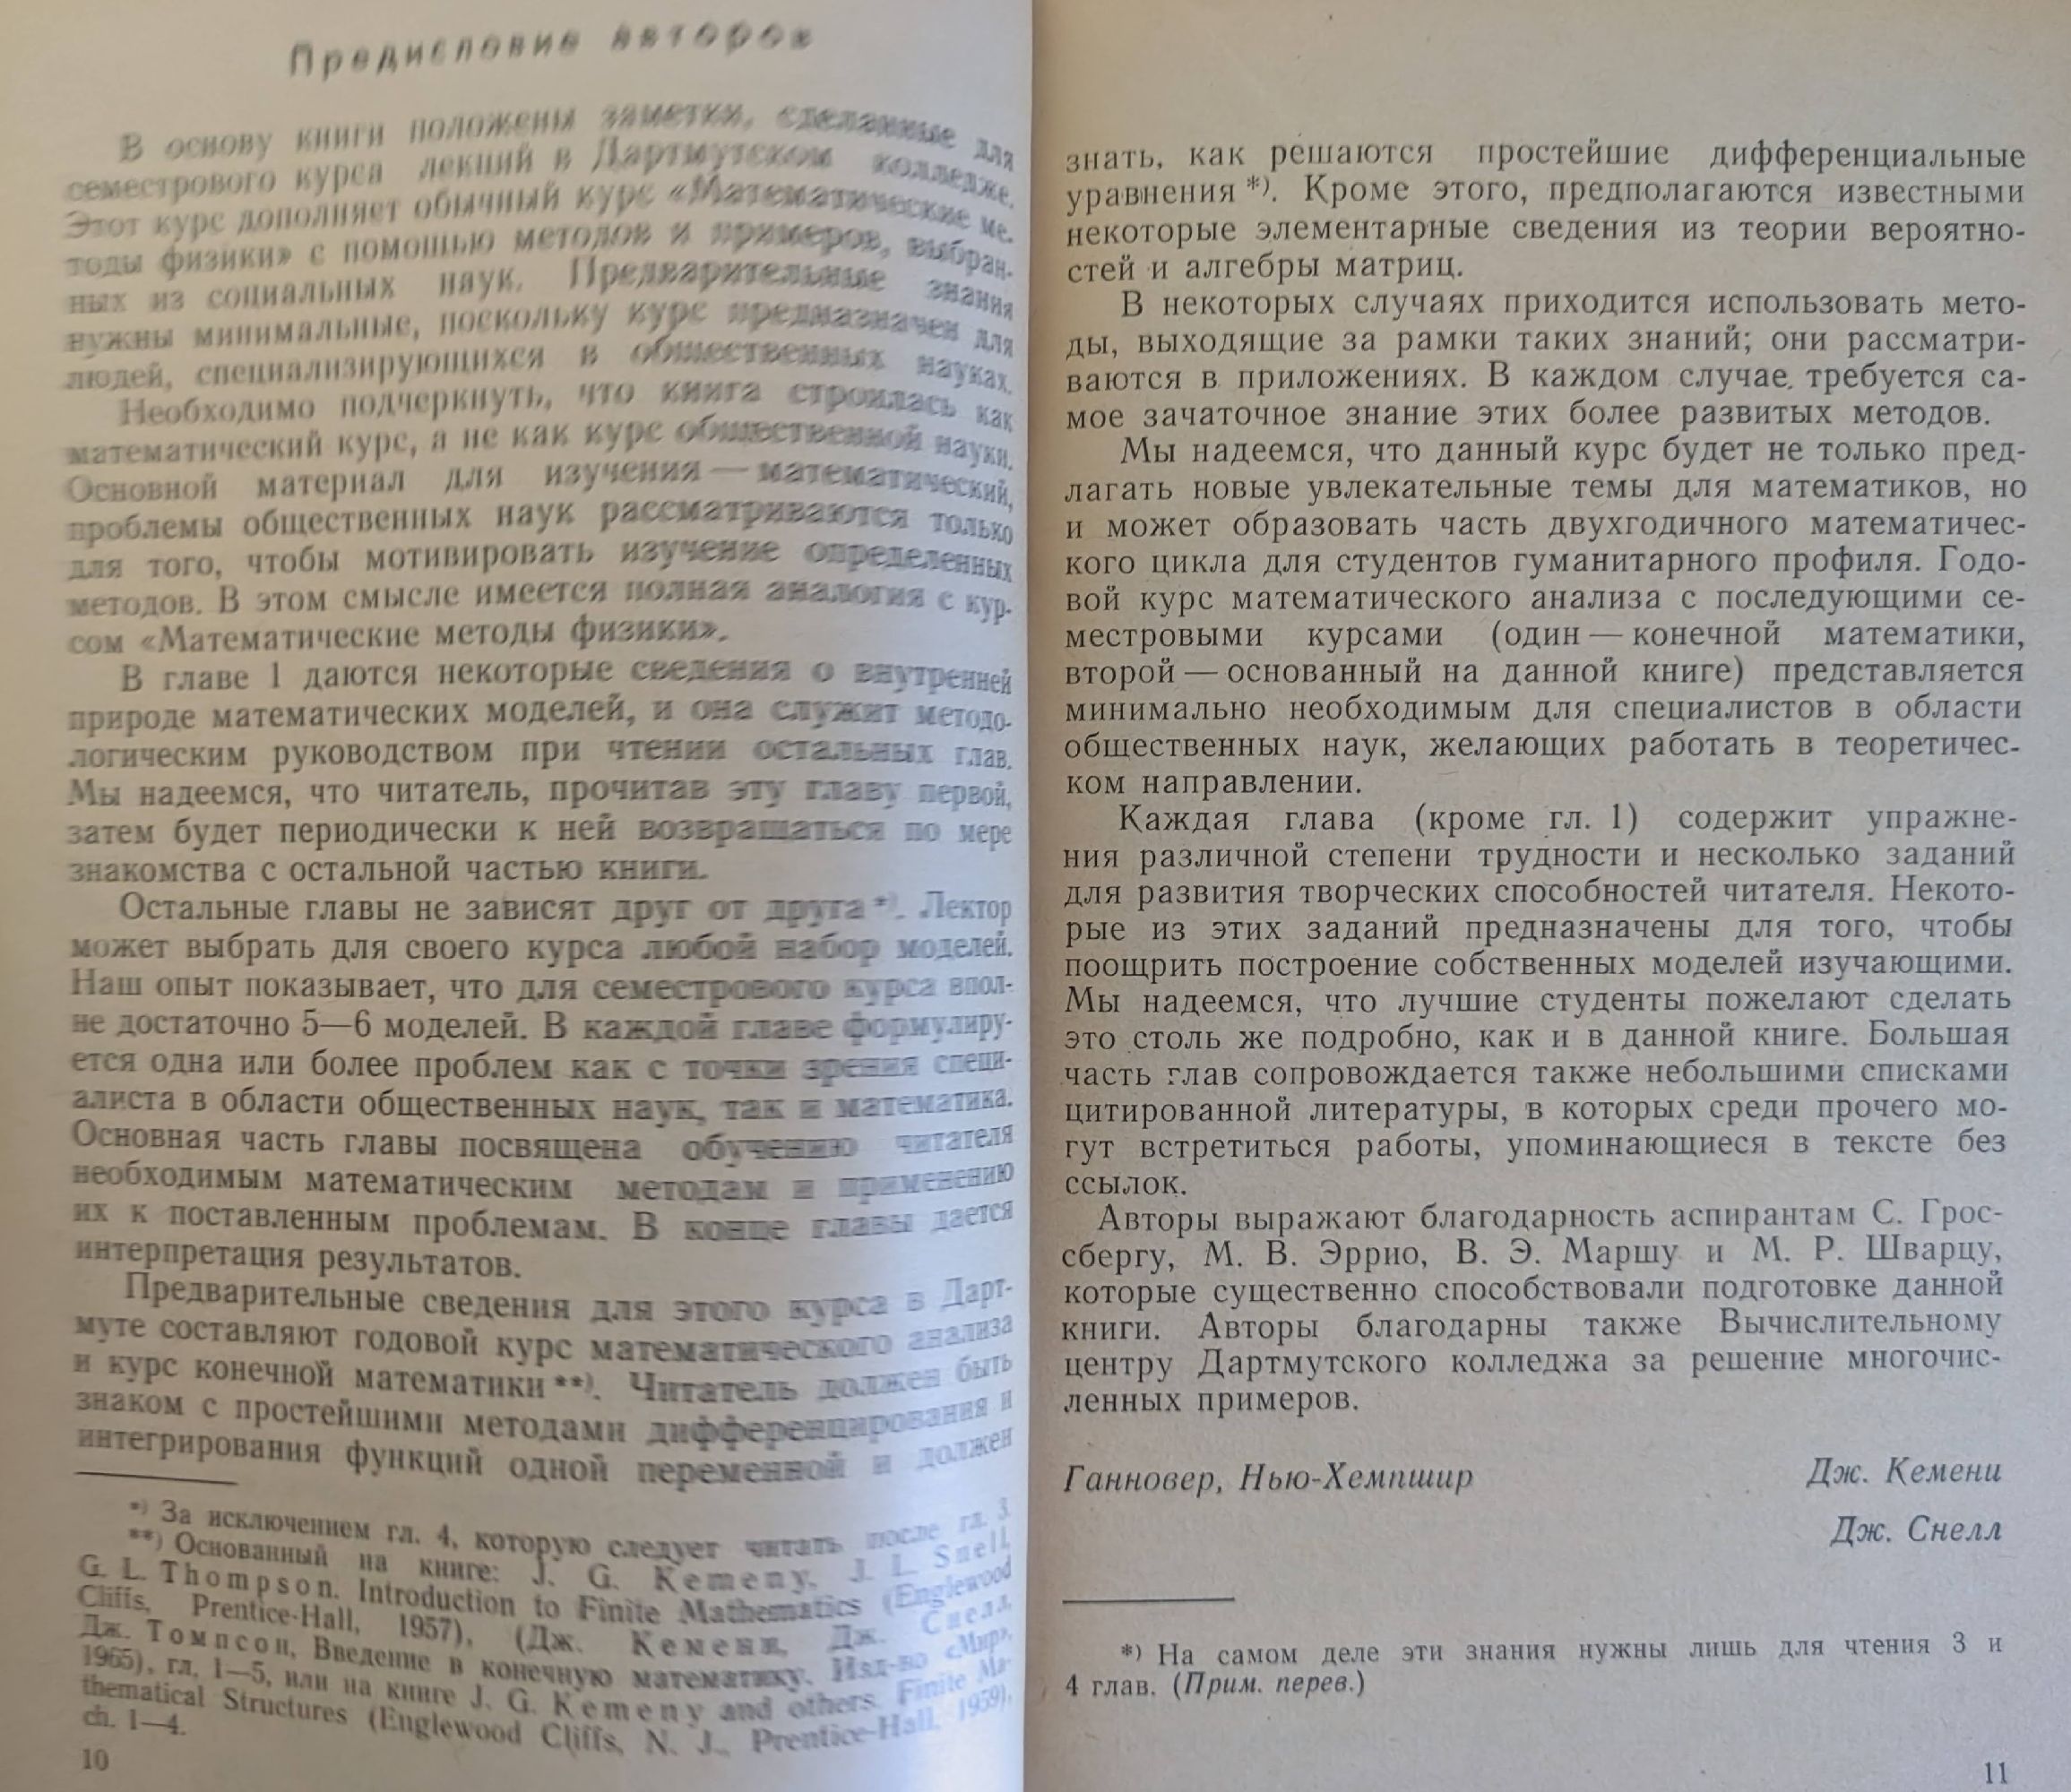 Предисловие авторов
В основу книги положены заметки, сделанные для
семестрового курса лекций в Дартмутском колледже.
Этот курс дополняет обычный курс «Математические ме-
тоды физики» с помощью методов и примеров, выбран-
ных из социальных наук. Предварительные знания
нужны минимальные, поскольку курс предназначен для
людей, специализирующихся в общественных науках.
Необходимо подчеркнуть, что книга строилась как
математический курс, а не как курс общественной науки.
Основной материал для изучения — математический,
проблемы общественных наук рассматриваются только
для того, чтобы мотивировать изучение определенных
методов. В этом смысле имеется полная аналогия с кур-
сом «Математические методы физики».
В главе 1 даются некоторые сведения о внутренней
природе математических моделей, и она служит методо-
логическим руководством при чтении остальных глав.
Мы надеемся, что читатель, прочитав эту главу первой,
затем будет периодически к ней возвращаться по мере
знакомства с остальной частью книги.
Остальные главы не зависят друг от друга *). Лектор
может выбрать для своего курса любой набор моделей.
Наш опыт показывает, что для семестрового курса впол-
не достаточно 5—6 моделей. В каждой главе формулиру-
ется одна или более проблем как с точки зрения специ-
алиста в области общественных наук, так и математика.
Основная часть главы посвящена обучению читателя
необходимым математическим методам и применению
их к поставленным проблемам. В конце главы дается
интерпретация результатов.
Предварительные сведения для этого курса в Дарт-
муте составляют годовой курс математического анализа
и курс конечной математики **). Читатель должен быть
знаком с простейшими методами дифференцирования и
интегрирования функций одной переменной и должен
*) За исключением гл. 4, которую следует читать после гл. 3.
**) Основанный на книге: J. G. Kemeny, J. L. Snell,
G. L. Thompson. Introduction to Finite Mathematics (Englewood
Cliffs, Prentice-Hall, 1957), (Дж. Кемени, Дж. Снелл,
Дж. Томпсон, Введение в конечную математику. Изд-во «Мир»,
1965), гл. 1—5, или на книге J. G. Kemeny and others. Finite Ma-
thematical Structures (Englewood Cliffs, N. J., Prentice-Hall, 1959),
ch. 1—4.
10
знать, как решаются простейшие дифференциальные
уравнения *). Кроме этого, предполагаются известными
некоторые элементарные сведения из теории вероятно-
стей и алгебры матриц.
В некоторых случаях приходится использовать мето-
ды, выходящие за рамки таких знаний; они рассматри-
ваются в приложениях. В каждом случае требуется са-
мое зачаточное знание этих более развитых методов.
Мы надеемся, что данный курс будет не только пред-
лагать новые увлекательные темы для математиков, но
и может образовать часть двухгодичного математичес-
кого цикла для студентов гуманитарного профиля. Годо-
вой курс математического анализа с последующими се-
местровыми курсами (один — конечной математики,
второй — основанный на данной книге) представляется
минимально необходимым для специалистов в области
общественных наук, желающих работать в теоретичес-
ком направлении.
Каждая глава (кроме гл. 1) содержит упражне-
ния различной степени трудности и несколько заданий
для развития творческих способностей читателя. Некото-
рые из этих заданий предназначены для того, чтобы
поощрить построение собственных моделей изучающими.
Мы надеемся, что лучшие студенты пожелают сделать
это столь же подробно, как и в данной книге. Большая
часть глав сопровождается также небольшими списками
цитированной литературы, в которых среди прочего мо-
гут встретиться работы, упоминающиеся в тексте без
ссылок.
Авторы выражают благодарность аспирантам С. Грос-
сбергу, М. В. Эррио, В. Э. Маршу и М. Р. Шварцу,
которые существенно способствовали подготовке данной
книги. Авторы благодарны также Вычислительному
центру Дартмутского колледжа за решение многочис-
ленных примеров.
Ганновер, Нью-Хемпшир Дж. Кемени
Дж. Снелл
*) На самом деле эти знания нужны лишь для чтения 3 и
4 глав. (Прим. перев.)
11